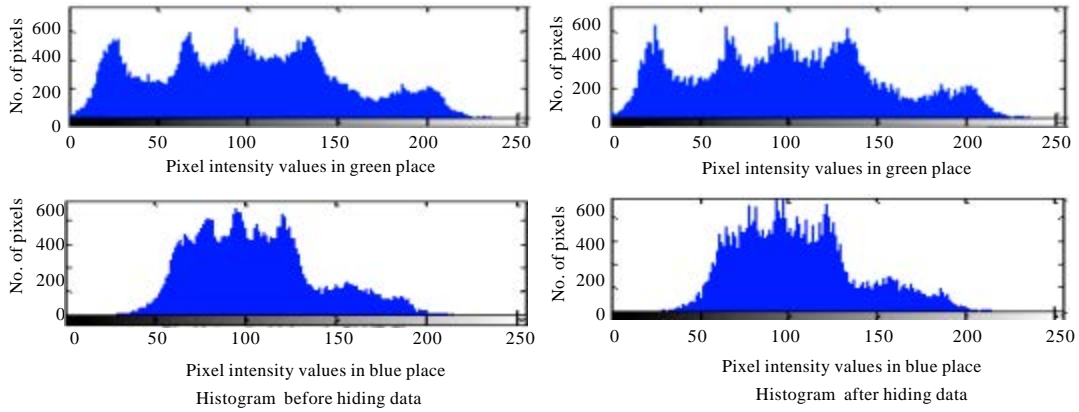 600
400
200
0
No. of pixels
0 50 100 150 200 250
Pixel intensity values in green place
600
400
200
0
No. of pixels
0 50 100 150 200 250
Pixel intensity values in green place
600
400
200
0
No. of pixels
0 50 100 150 200 250
Pixel intensity values in blue place
Histogram before hiding data
600
400
200
0
No. of pixels
0 50 100 150 200 250
Pixel intensity values in blue place
Histogram after hiding data